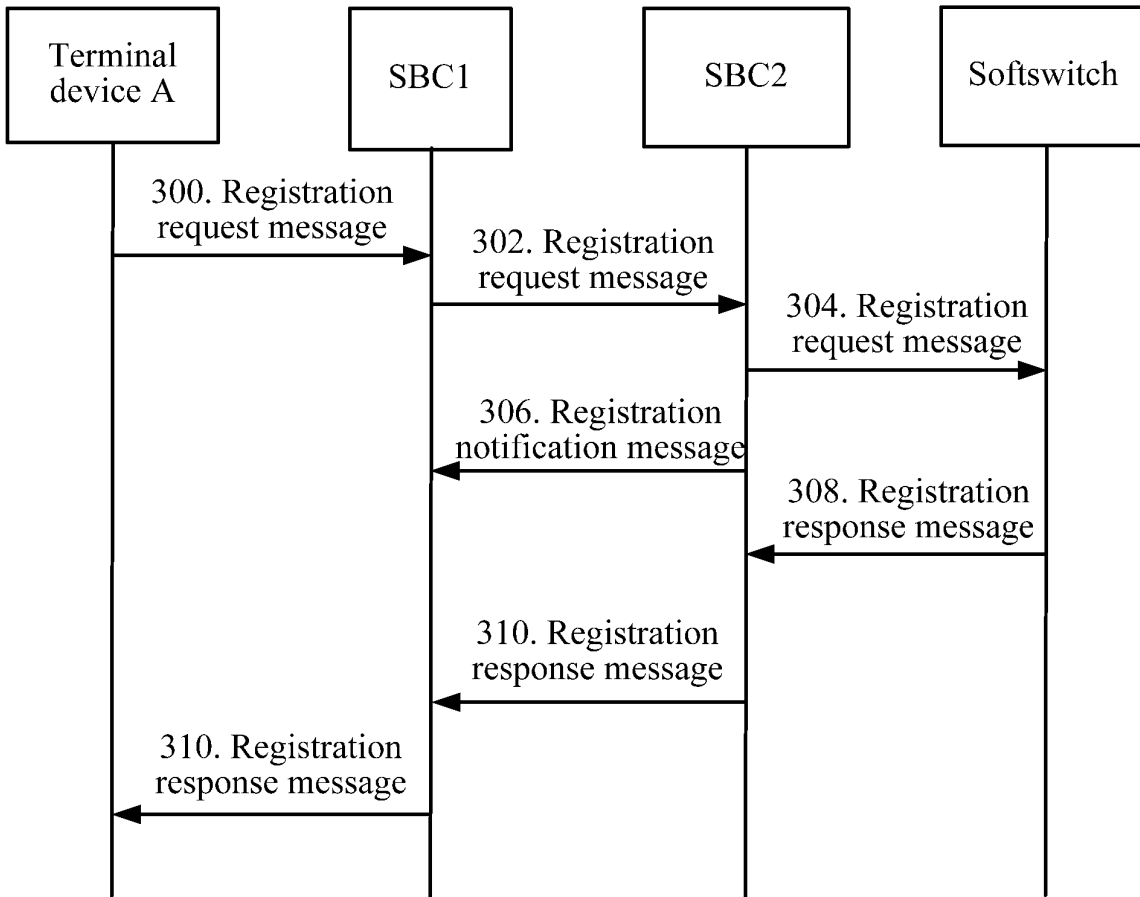 Terminal
device A
SBC1
SBC2
Softswitch
300. Registration
request message
302. Registration
request message
304. Registration
request message
306. Registration
notification message
308. Registration
response message
310. Registration
response message
310. Registration
response message